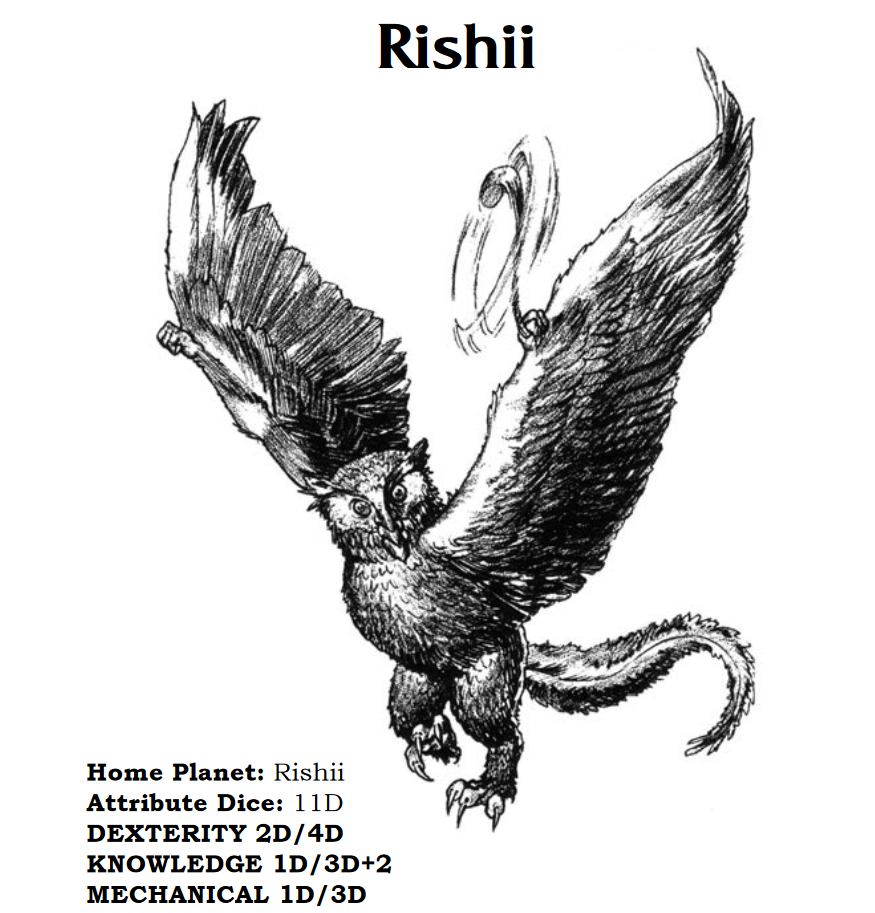 Rishii
Home Planet: Rishii
Attribute Dice: 11D
DEXTERITY 2D/4D
KNOWLEDGE 1D/3D+2
MECHANICAL 1D/3D